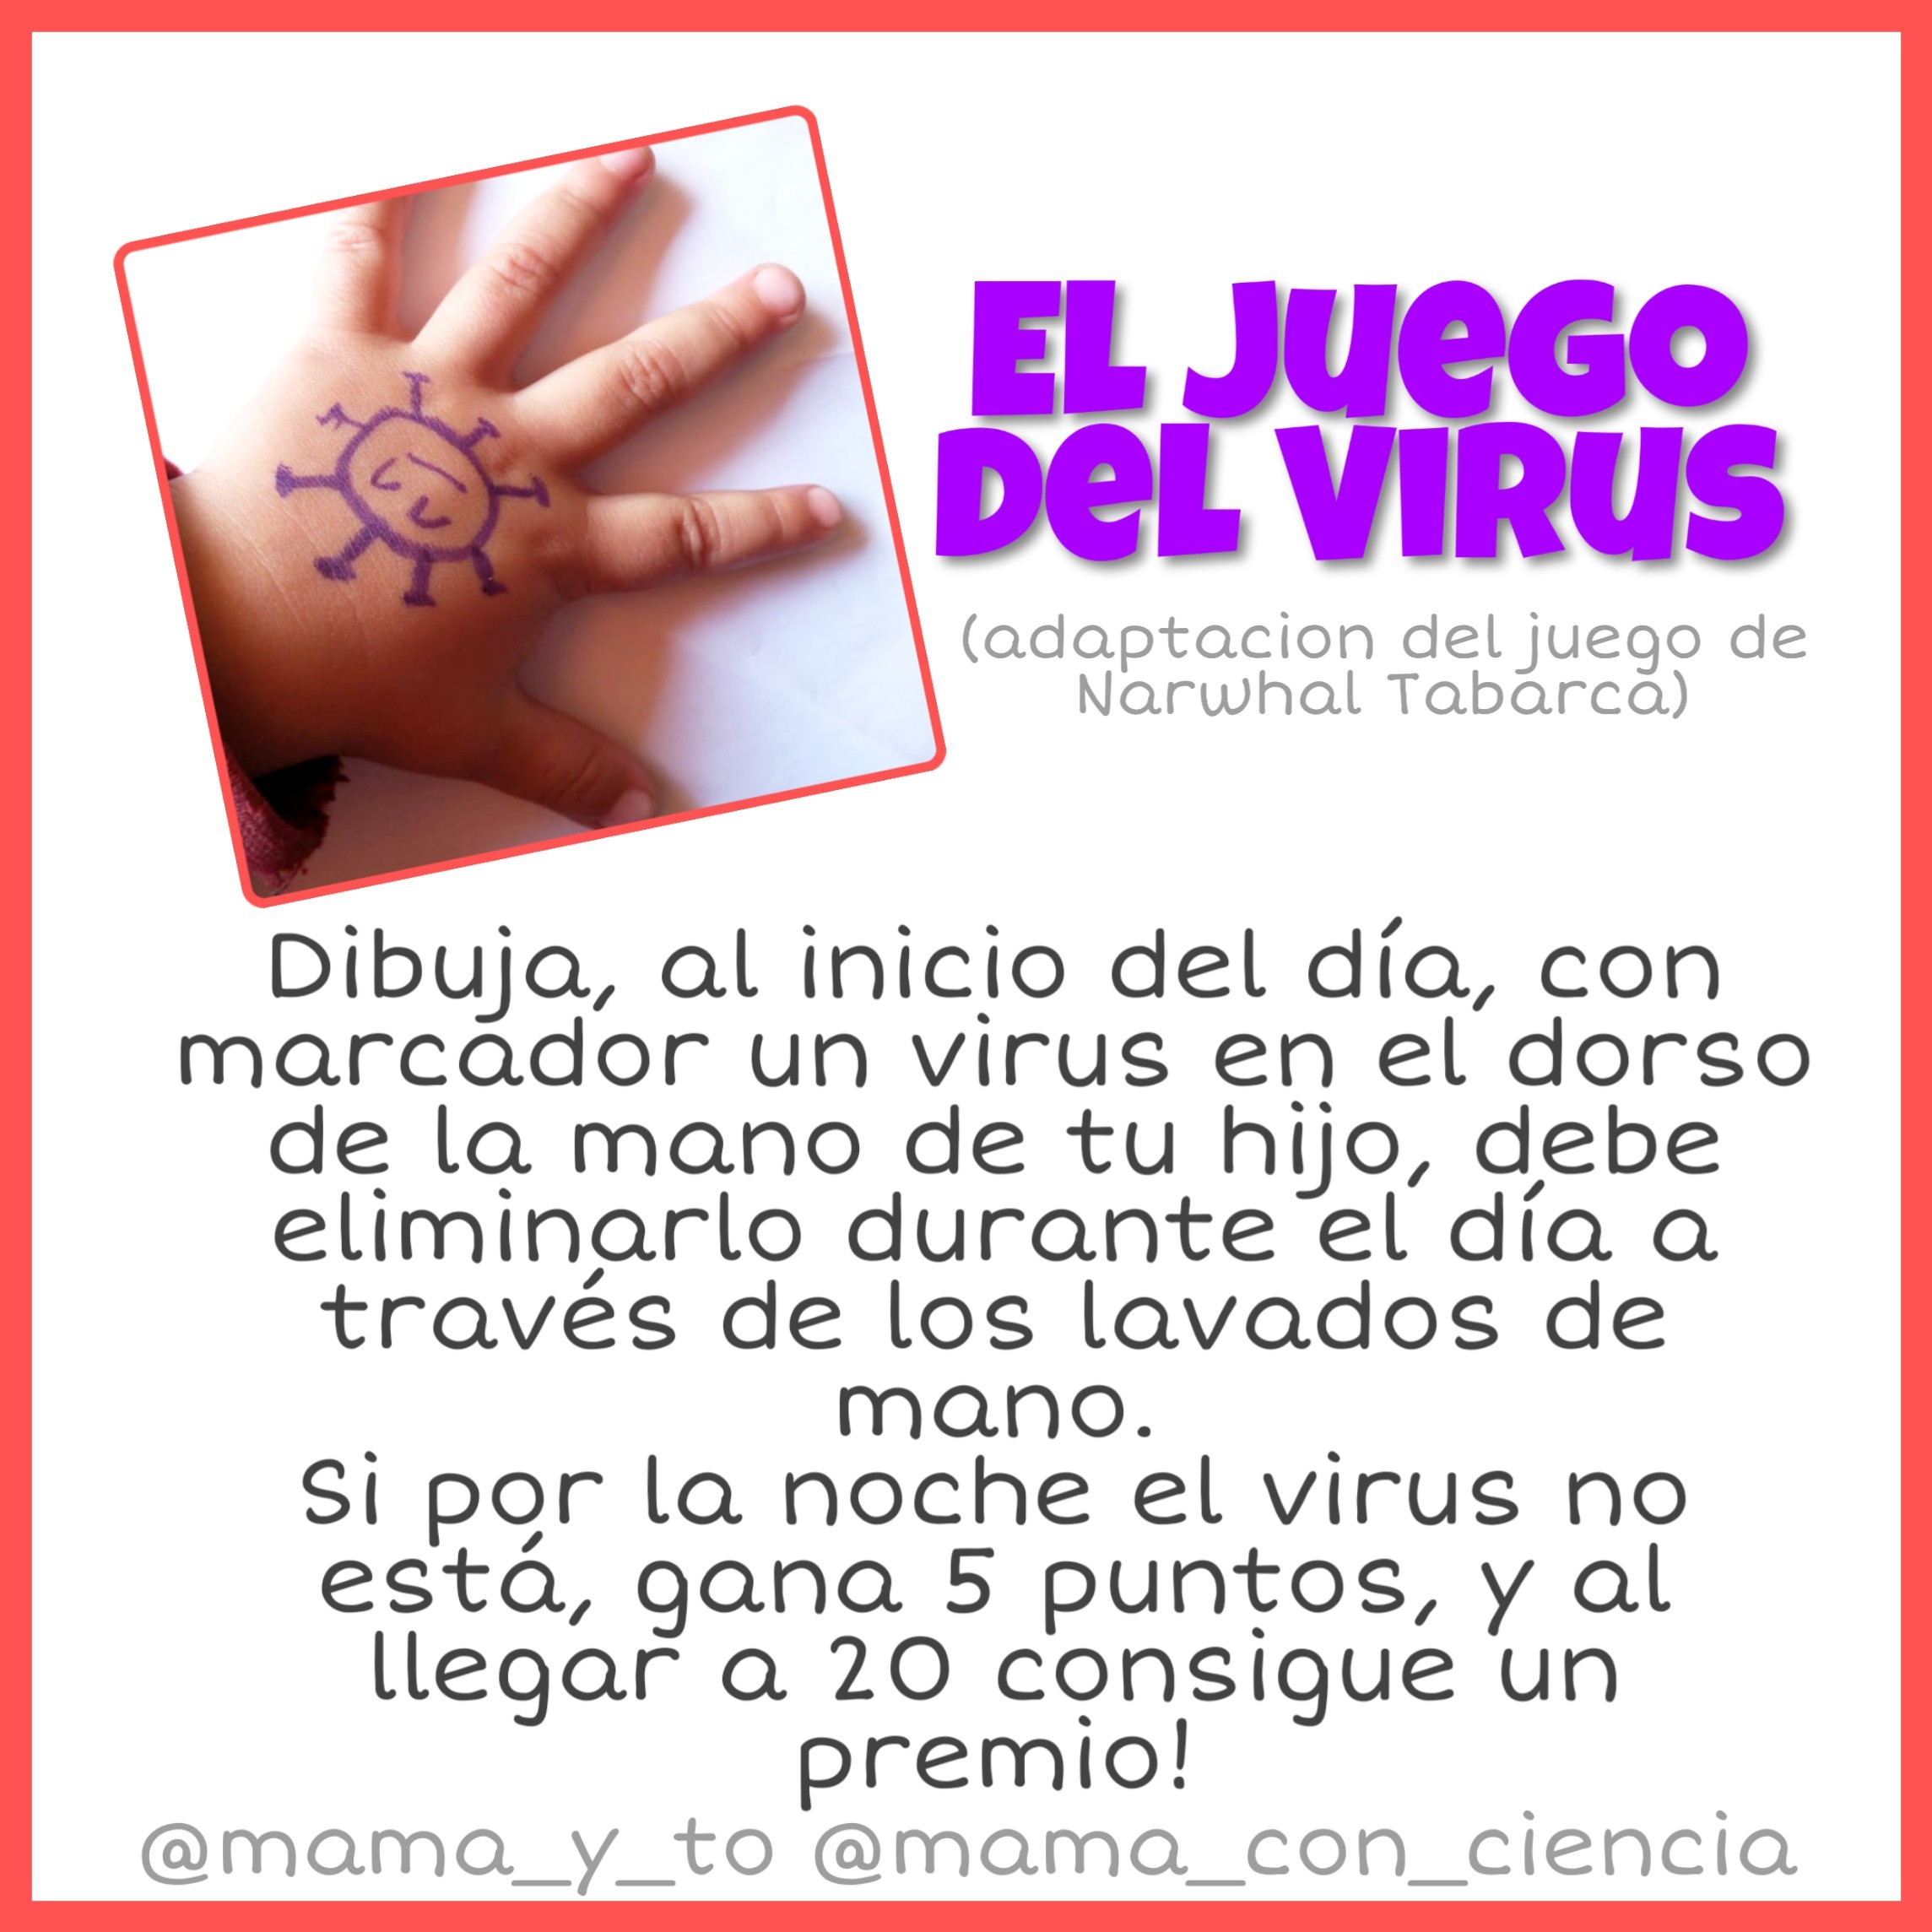 EL JUEGO
DEL VIRUS
(adaptacion del juego de
Narwhal Tabarca)
Dibuja, al inicio del día, con
marcador un virus en el dorso
de la mano de tu hijo, debe
eliminarlo durante el día a
través de los lavados de
mano.
Si por la noche el virus no
está, gana 5 puntos, y al
llegar a 20 consigue un
premio!
@mama_y_to @mama_con_ciencia